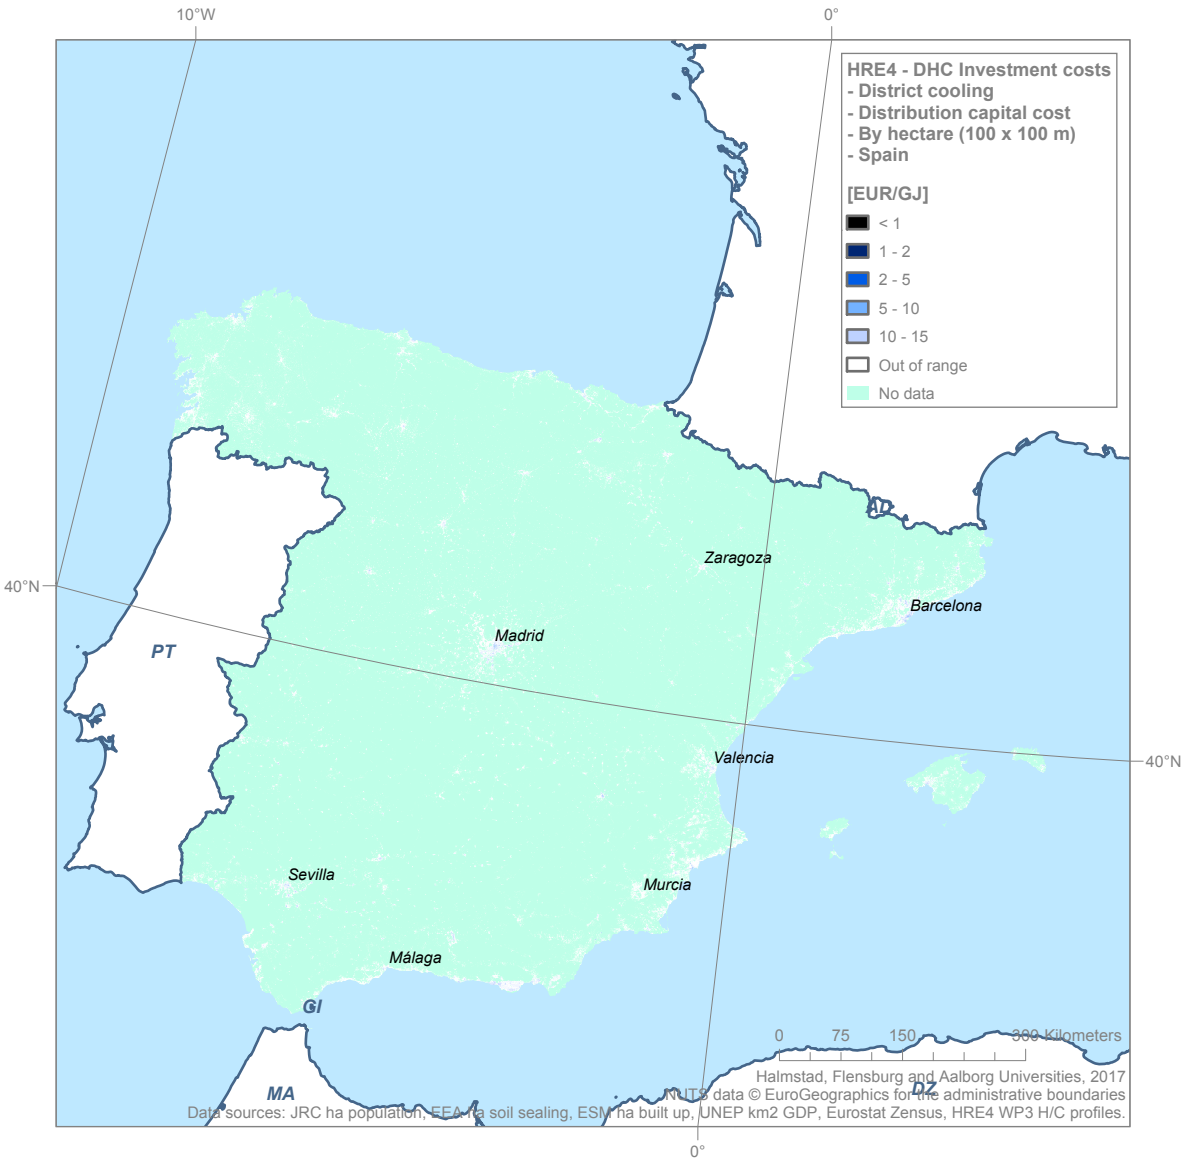 10°W
0°
HRE4 - DHC Investment costs
- District cooling
- Distribution capital cost
- By hectare (100 x 100 m)
- Spain
[EUR/GJ]
< 1
1 - 2
2 - 5
5 - 10
10 - 15
Out of range
No data
AD
Zaragoza
40°N
Barcelona
Madrid
PT
Valencia
40°N
Sevilla
Murcia
Málaga
GI
0 75 150 300 Kilometers
Halmstad, Flensburg and Aalborg Universities, 2017
MA
DZ
NUTS data © EuroGeographics for the administrative boundaries
Data sources: JRC ha population, EEA ha soil sealing, ESM ha built up, UNEP km2 GDP, Eurostat Zensus, HRE4 WP3 H/C profiles.
0°